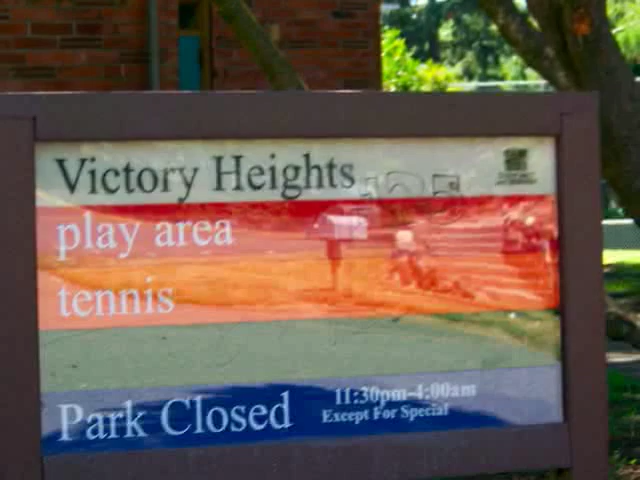 Victory Heights
play area
tennis
Park Closed
11:30pm-4:00am
Except For Special